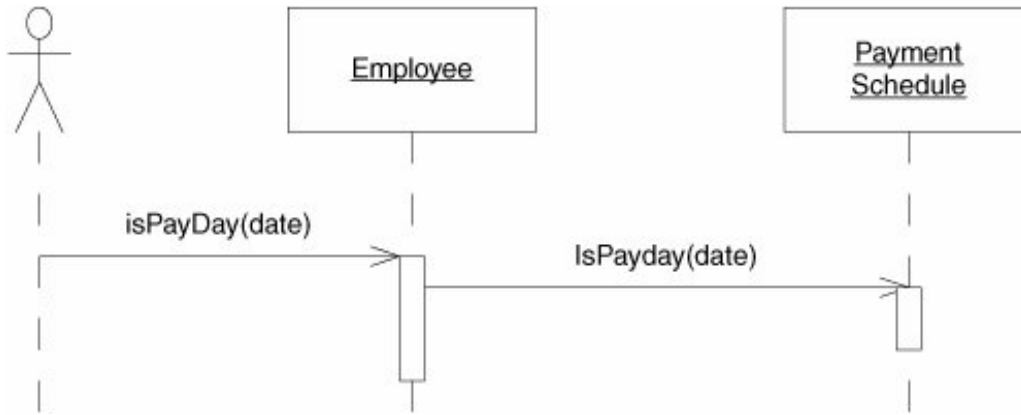 Employee
Payment
Schedule
isPayDay(date)
IsPayday(date)